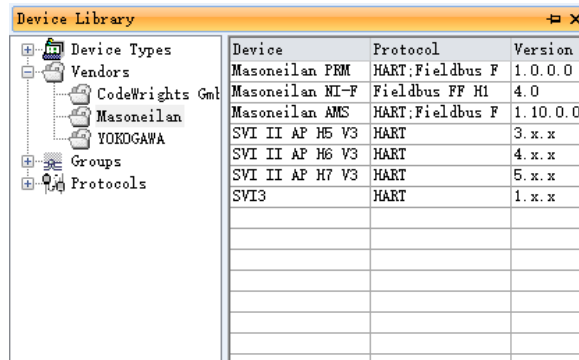 Device Library
Device Types
Vendors
CodeWrights Gmb
Masoneilan
YOKOGAWA
Groups
Protocols
Device Protocol Version
Masoneilan PRM HART;Fieldbus F 1.0.0.0
Masoneilan NI-F Fieldbus FF H1 4.0
Masoneilan AMS HART;Fieldbus F 1.10.0.0
SVI II AP H5 V3 HART 3.x.x
SVI II AP H6 V3 HART 4.x.x
SVI II AP H7 V3 HART 5.x.x
SVI3 HART 1.x.x